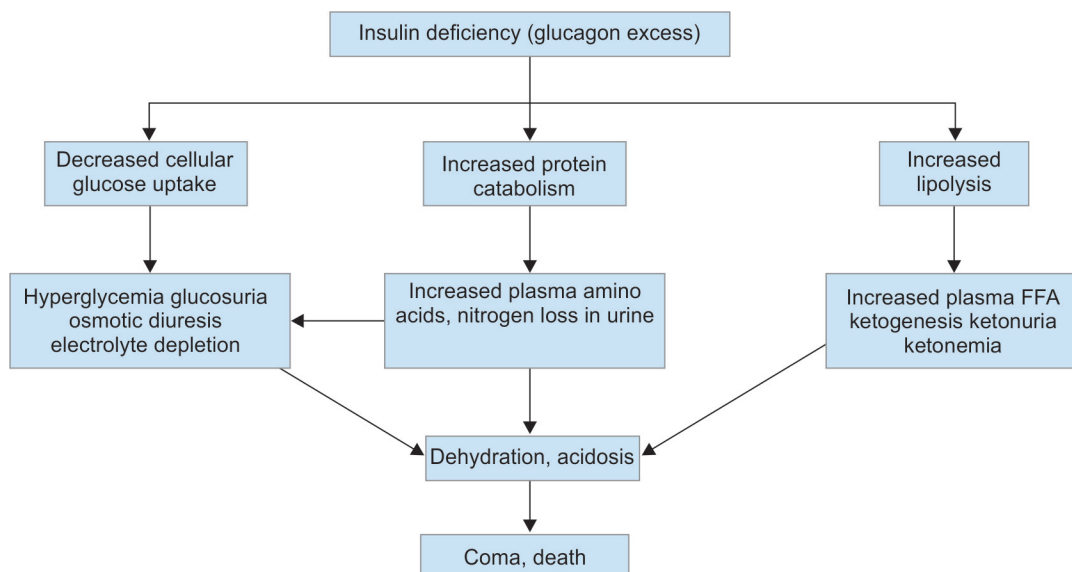 Insulin deficiency (glucagon excess)
Decreased cellular
glucose uptake
Increased protein
catabolism
Increased
lipolysis
Hyperglycemia glucosuria
osmotic diuresis
electrolyte depletion
Increased plasma amino
acids, nitrogen loss in urine
Increased plasma FFA
ketogenesis ketonuria
ketonemia
Dehydration, acidosis
Coma, death